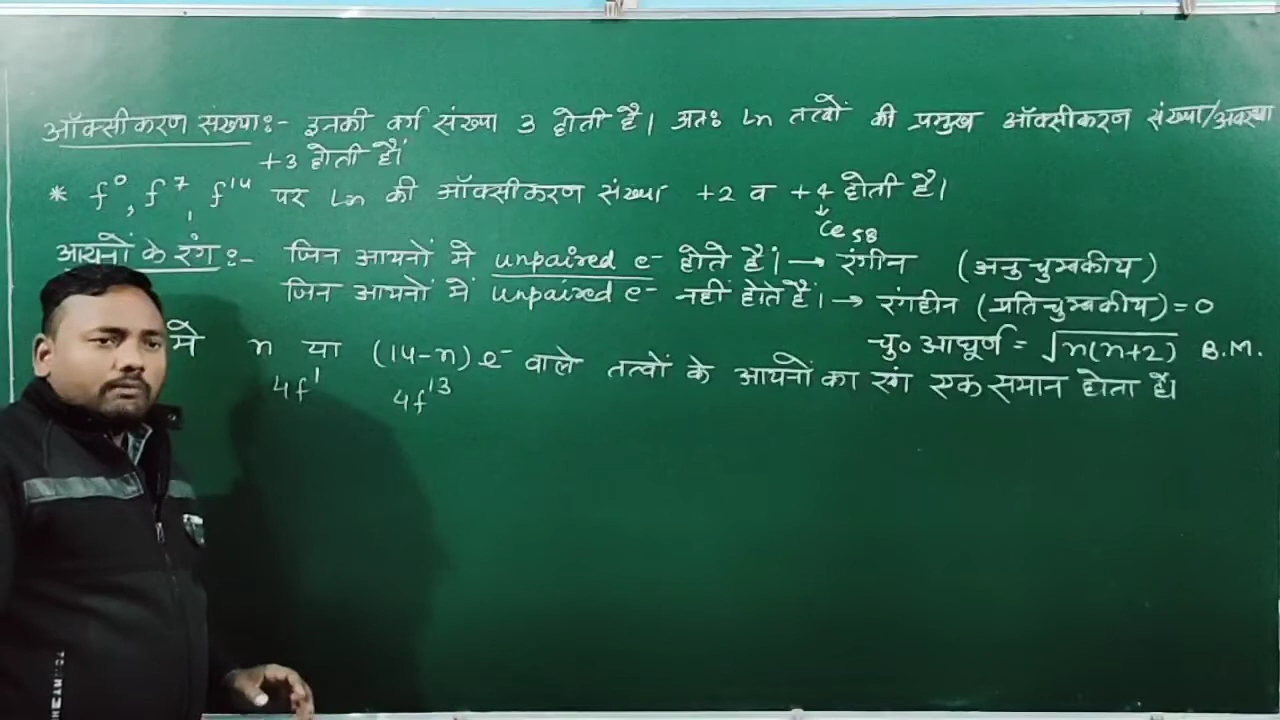 ऑक्सीकरण संख्याः- इनकी वर्ग संख्या 3 होती है। अतः Ln तत्वों की प्रमुख ऑक्सीकरण संख्या/अवस्था
+3 होती है।
* f⁰, f⁷, f¹⁴ पर Ln की ऑक्सीकरण संख्या +2 व +4 होती है।
↓
Ce₅₈
आयनों के रंगः- जिन आयनों मे unpaired e⁻ होते है। → रंगीन (अनुचुम्बकीय)
जिन आयनों में unpaired e⁻ नहीं होते है। → रंगहीन (प्रतिचुम्बकीय) = 0
चु० आघूर्ण = √n(n+2) B.M.
मे n या (14-n) e⁻ वाले तत्वों के आयनों का रंग एक समान होता है।
4f¹ 4f¹³